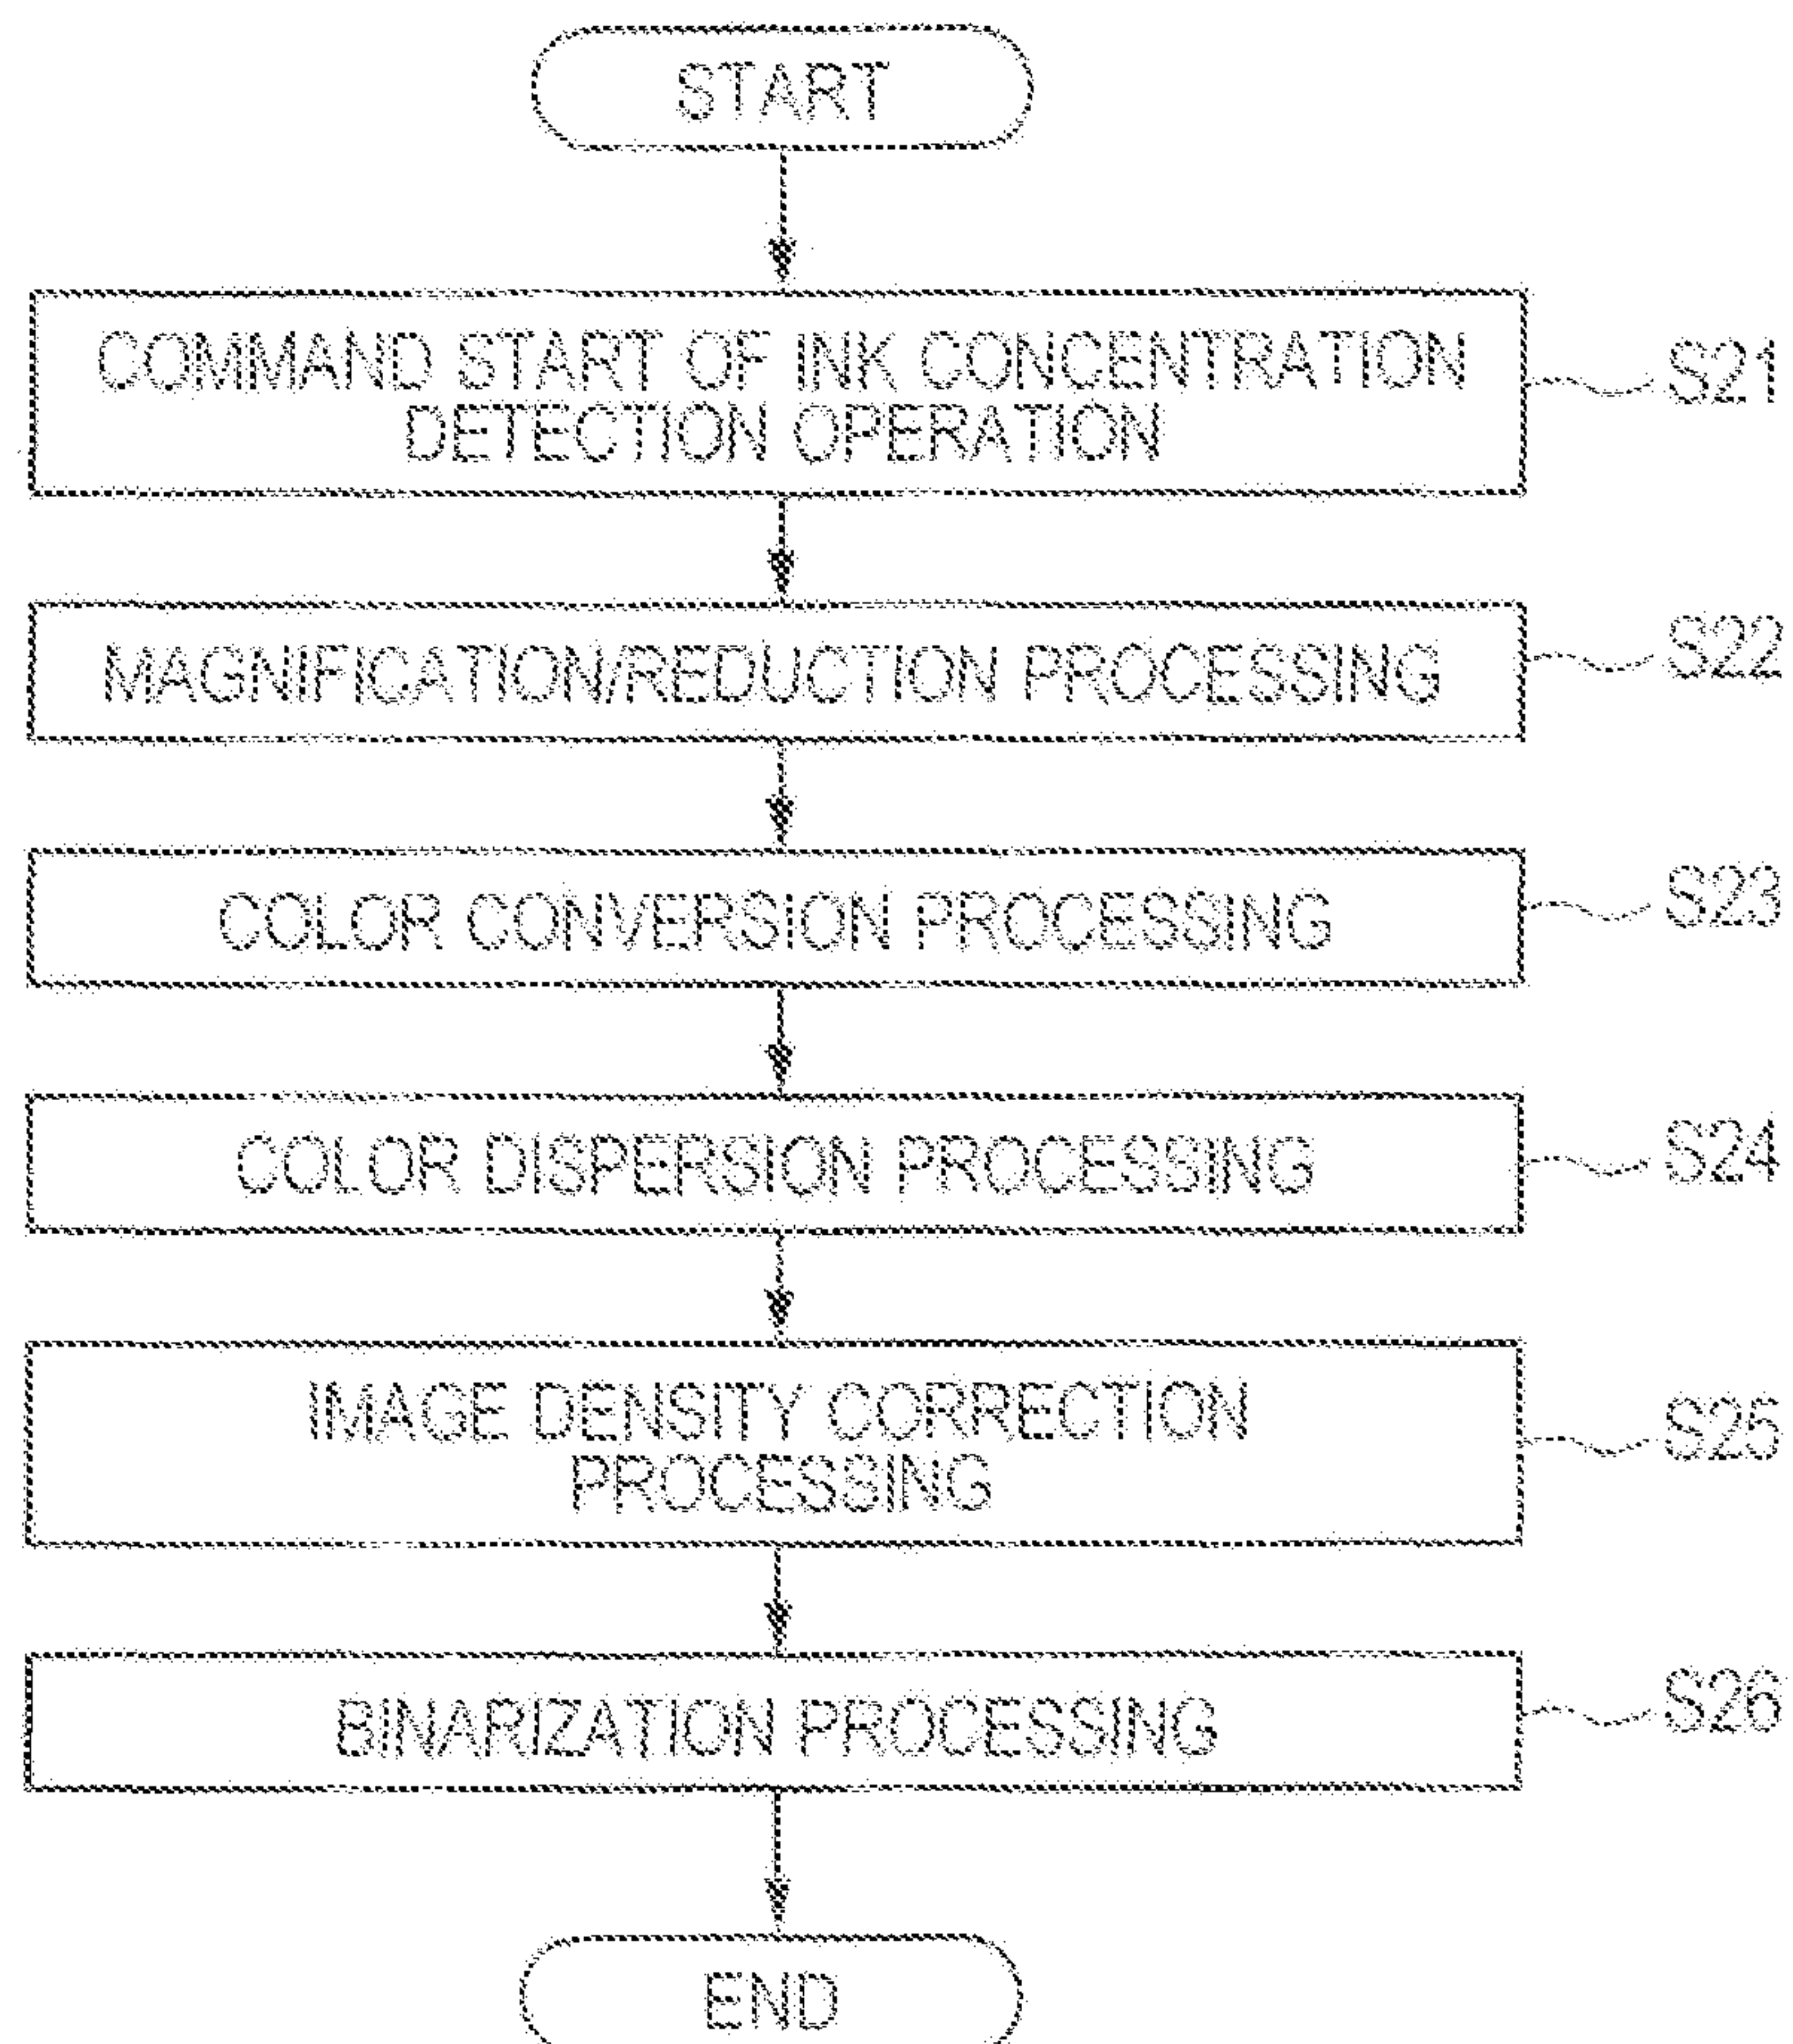 START
COMMAND START OF INK CONCENTRATION
DETECTION OPERATION
S21
MAGNIFICATION/REDUCTION PROCESSING
S22
COLOR CONVERSION PROCESSING
S23
COLOR DISPERSION PROCESSING
S24
IMAGE DENSITY CORRECTION
PROCESSING
S25
BINARIZATION PROCESSING
S26
END